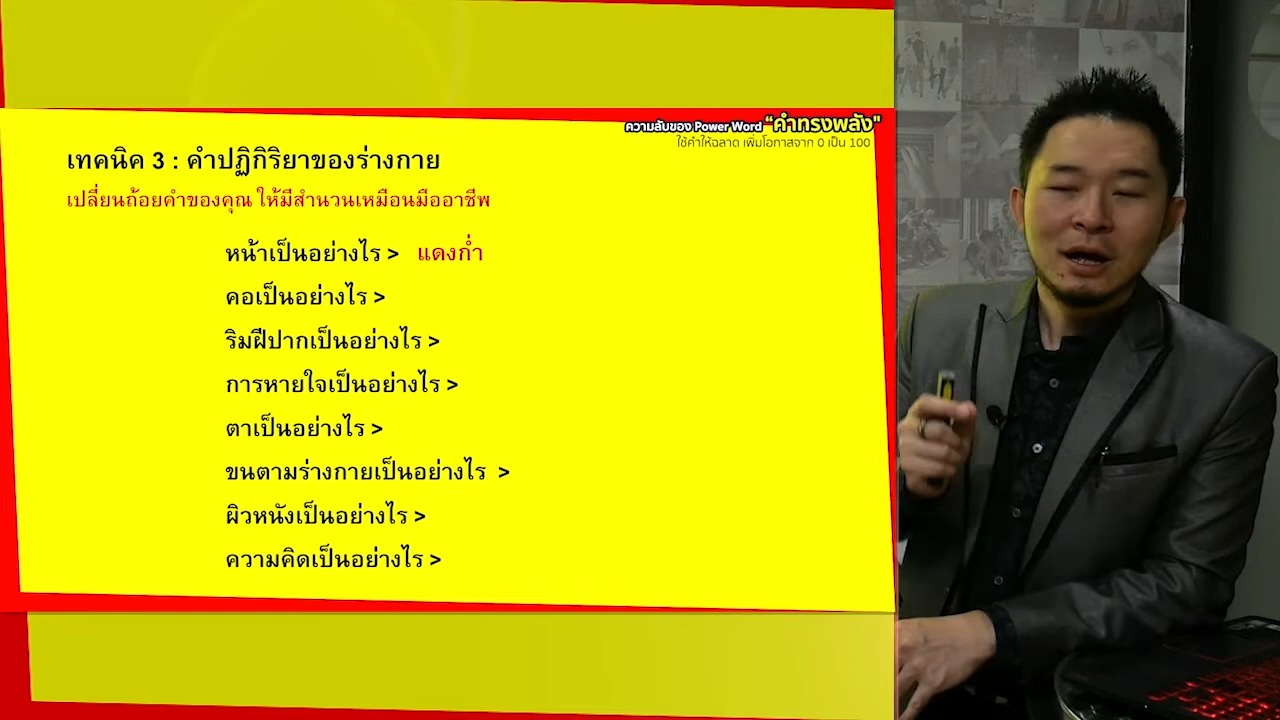 ความลับของ Power Word “คำทรงพลัง"
ใช้คำให้ฉลาด เพิ่มโอกาสจาก 0 เป็น 100
เทคนิค 3 : คำปฏิกิริยาของร่างกาย
เปลี่ยนถ้อยคำของคุณ ให้มีสำนวนเหมือนมืออาชีพ
หน้าเป็นอย่างไร > แดงก่ำ
คอเป็นอย่างไร >
ริมฝีปากเป็นอย่างไร >
การหายใจเป็นอย่างไร >
ตาเป็นอย่างไร >
ขนตามร่างกายเป็นอย่างไร >
ผิวหนังเป็นอย่างไร >
ความคิดเป็นอย่างไร >